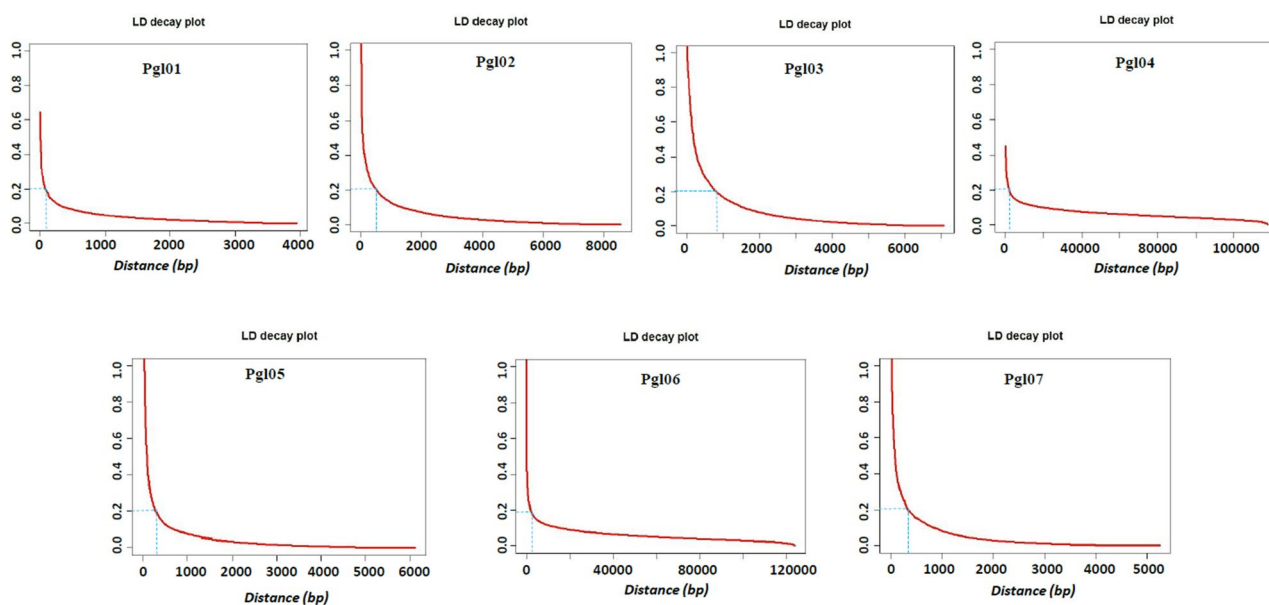 LD decay plot
LD decay plot
LD decay plot
LD decay plot
Pgl01
Pgl02
Pgl03
Pgl04
1.0
0.8
0.6
0.4
0.2
0.0
1.0
0.8
0.6
0.4
0.2
0.0
1.0
0.8
0.6
0.4
0.2
0.0
1.0
0.8
0.6
0.4
0.2
0.0
0 1000 2000 3000 4000
0 2000 4000 6000 8000
0 2000 4000 6000
0 40000 80000 100000
Distance (bp)
Distance (bp)
Distance (bp)
Distance (bp)
LD decay plot
LD decay plot
LD decay plot
Pgl05
Pgl06
Pgl07
1.0
0.8
0.6
0.4
0.2
0.0
1.0
0.8
0.6
0.4
0.2
0.0
1.0
0.8
0.6
0.4
0.2
0.0
0 1000 2000 3000 4000 5000 6000
0 40000 80000 120000
0 1000 2000 3000 4000 5000
Distance (bp)
Distance (bp)
Distance (bp)